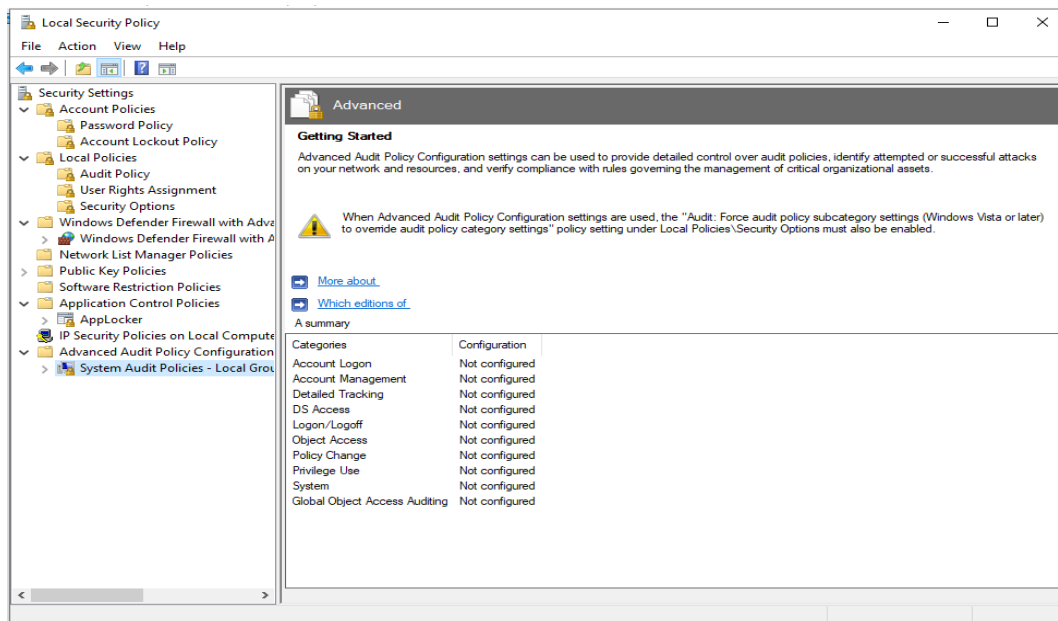 Local Security Policy
File Action View Help
Security Settings
Account Policies
Password Policy
Account Lockout Policy
Local Policies
Audit Policy
User Rights Assignment
Security Options
Windows Defender Firewall with Adva
Windows Defender Firewall with A
Network List Manager Policies
Public Key Policies
Software Restriction Policies
Application Control Policies
AppLocker
IP Security Policies on Local Compute
Advanced Audit Policy Configuration
System Audit Policies - Local Grou
Advanced
Getting Started
Advanced Audit Policy Configuration settings can be used to provide detailed control over audit policies, identify attempted or successful attacks
on your network and resources, and verify compliance with rules governing the management of critical organizational assets.
When Advanced Audit Policy Configuration settings are used, the "Audit: Force audit policy subcategory settings (Windows Vista or later)
to override audit policy category settings" policy setting under Local Policies\Security Options must also be enabled.
More about
Which editions of
A summary
Categories Configuration
Account Logon Not configured
Account Management Not configured
Detailed Tracking Not configured
DS Access Not configured
Logon/Logoff Not configured
Object Access Not configured
Policy Change Not configured
Privilege Use Not configured
System Not configured
Global Object Access Auditing Not configured